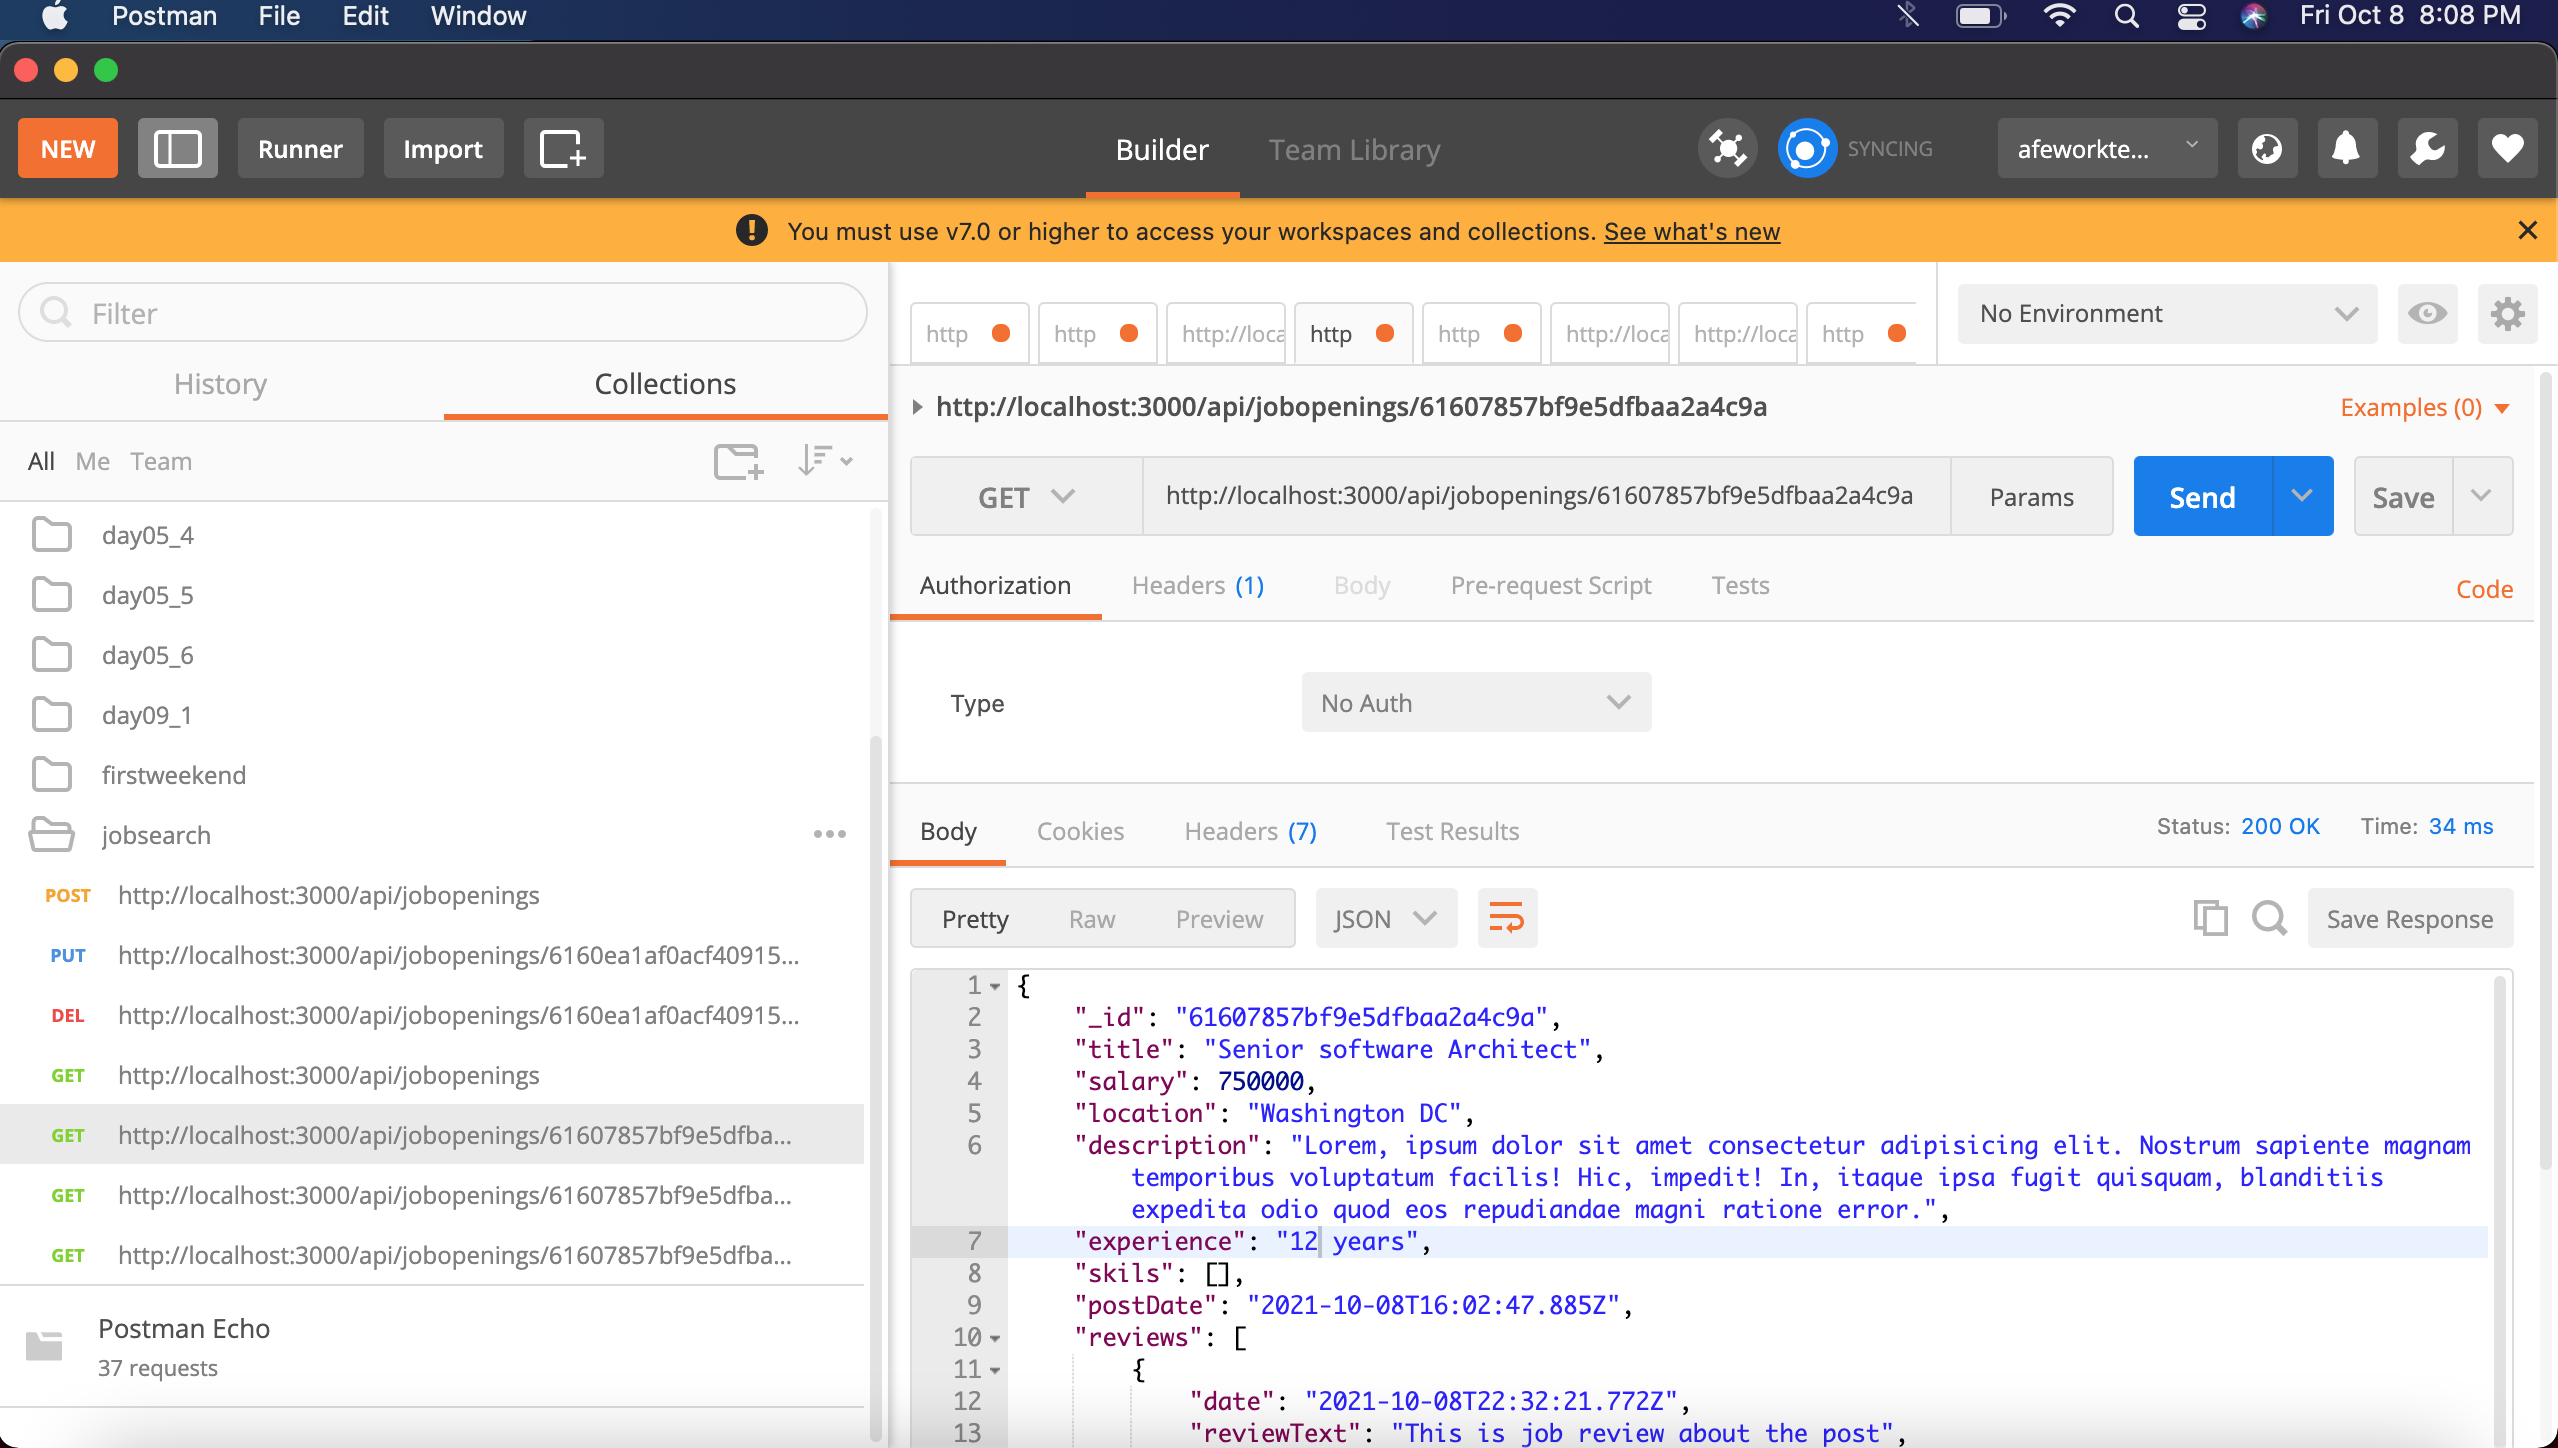 Postman File Edit Window Fri Oct 8 8:08 PM
NEW Runner Import Builder Team Library SYNCING afeworkte...
You must use v7.0 or higher to access your workspaces and collections. See what's new
Filter
http http http://loca http http http://loca http://loca http
No Environment
History Collections
http://localhost:3000/api/jobopenings/61607857bf9e5dfbaa2a4c9a
Examples (0)
All Me Team
GET http://localhost:3000/api/jobopenings/61607857bf9e5dfbaa2a4c9a Params Send Save
day05_4
day05_5
day05_6
day09_1
firstweekend
jobsearch
POST http://localhost:3000/api/jobopenings
PUT http://localhost:3000/api/jobopenings/6160ea1af0acf40915...
DEL http://localhost:3000/api/jobopenings/6160ea1af0acf40915...
GET http://localhost:3000/api/jobopenings
GET http://localhost:3000/api/jobopenings/61607857bf9e5dfba...
GET http://localhost:3000/api/jobopenings/61607857bf9e5dfba...
GET http://localhost:3000/api/jobopenings/61607857bf9e5dfba...
Postman Echo
37 requests
Authorization Headers (1) Body Pre-request Script Tests Code
Type No Auth
Body Cookies Headers (7) Test Results Status: 200 OK Time: 34 ms
Pretty Raw Preview JSON Save Response
1 {
2 "_id": "61607857bf9e5dfbaa2a4c9a",
3 "title": "Senior software Architect",
4 "salary": 750000,
5 "location": "Washington DC",
6 "description": "Lorem, ipsum dolor sit amet consectetur adipisicing elit. Nostrum sapiente magnam
temporibus voluptatum facilis! Hic, impedit! In, itaque ipsa fugit quisquam, blanditiis
expedita odio quod eos repudiandae magni ratione error.",
7 "experience": "12 years",
8 "skils": [],
9 "postDate": "2021-10-08T16:02:47.885Z",
10 "reviews": [
11 {
12 "date": "2021-10-08T22:32:21.772Z",
13 "reviewText": "This is job review about the post",